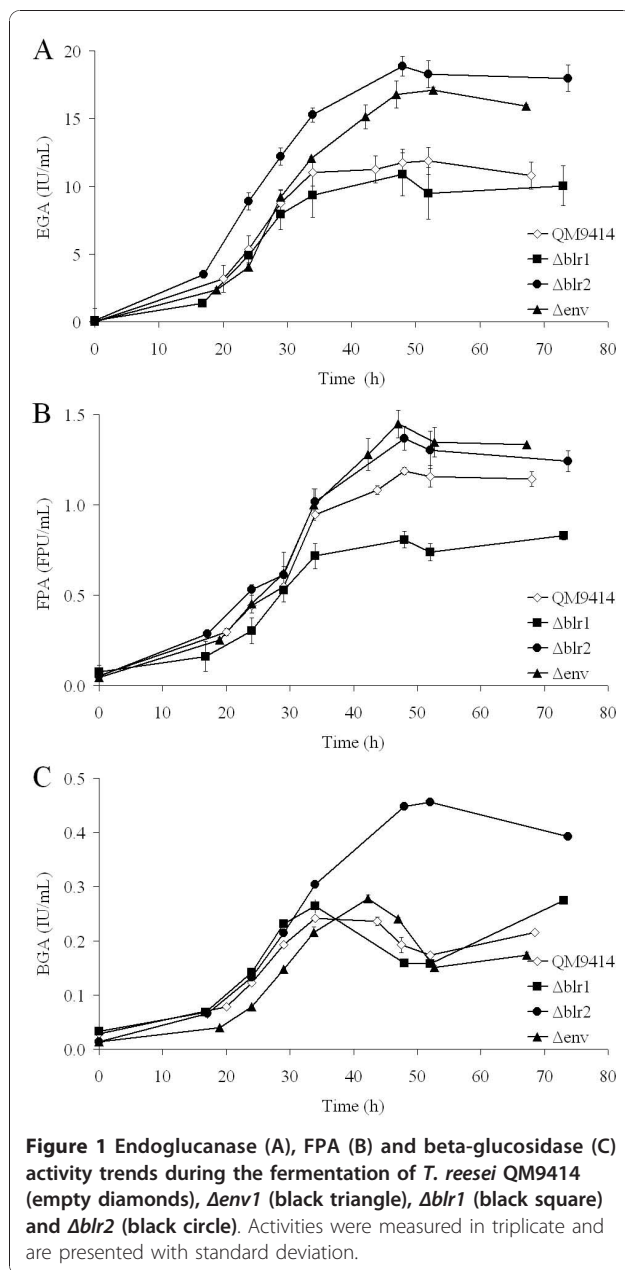 A
EGA (IU/mL)
20
15
10
5
0
QM9414
Δblr1
Δblr2
Δenv
0 10 20 30 40 50 60 70 80
Time (h)
B
FPA (FPU/mL)
1.5
1.0
0.5
0.0
QM9414
Δblr1
Δblr2
Δenv
0 10 20 30 40 50 60 70 80
Time (h)
C
BGA (IU/mL)
0.5
0.4
0.3
0.2
0.1
0.0
QM9414
Δblr1
Δblr2
Δenv
0 10 20 30 40 50 60 70 80
Time (h)
Figure 1 Endoglucanase (A), FPA (B) and beta-glucosidase (C)
activity trends during the fermentation of T. reesei QM9414
(empty diamonds), Δenv1 (black triangle), Δblr1 (black square)
and Δblr2 (black circle). Activities were measured in triplicate and
are presented with standard deviation.